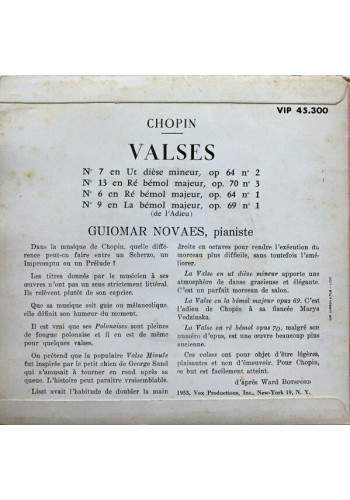 VIP 45.300
CHOPIN
VALSES
N° 7 en Ut dièse mineur, op 64 n° 2
N° 13 en Ré bémol majeur, op. 70 n° 3
N° 6 en Ré bémol majeur, op 64 n° 1
N° 9 en La bémol majeur, op. 69 n° 1
(de l'Adieu)
GUIOMAR NOVAES, pianiste
Dans la musique de Chopin, quelle diffé-
rence peut-on faire entre un Scherzo, un
Impromptu ou un Prélude !
Les titres donnés par le musicien à ses
œuvres n'ont pas un sens strictement littéral.
Ils relèvent plutôt de son caprice.
Que sa musique soit gaie ou mélancolique,
elle définit son humeur du moment.
Il est vrai que ses Polonaises sont pleines
de fougue polonaise et il en est de même
pour quelques valses.
On prétend que la populaire Valse Minute
fut inspirée par le petit chien de George Sand
qui s'amusait à tourner en rond après sa
queue. L'histoire peut paraître vraisemblable.
Liszt avait l'habitude de doubler la main
droite en octaves pour rendre l'exécution du
morceau plus difficile, sans toutefois l'amé-
liorer.
La Valse en ut dièse mineur apporte une
atmosphère de danse gracieuse et élégante.
C'est un parfait morceau de salon.
La Valse en la bémol majeur opus 69. C'est
l'adieu de Chopin à sa fiancée Marya
Vodzinska.
La Valse en ré bémol opus 70, malgré son
numéro d'opus, est une œuvre beaucoup plus
ancienne.
Ces valses ont pour objet d'être légères,
plaisantes et non d'émouvoir. Pour Chopin,
ce but est facilement atteint.
d'après Ward Botsford
1955, Vox Productions, Inc., New-York 19, N. Y.